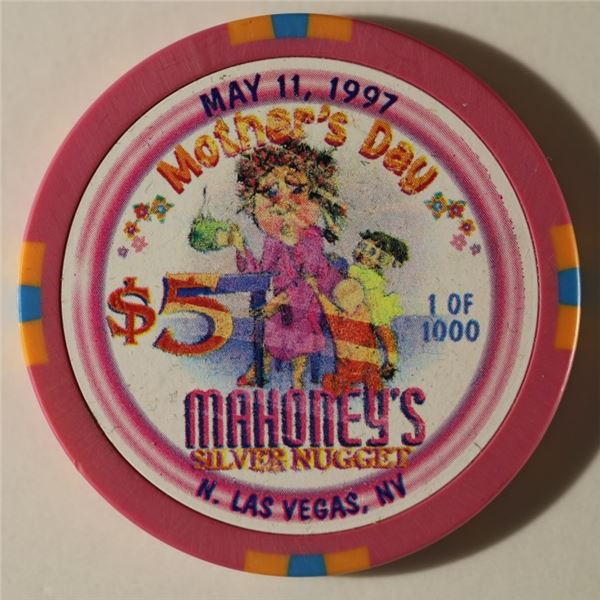 MAY 11, 1997
Mother's Day
$5
1 OF
1000
MAHONEY'S
SILVER NUGGET
N. LAS VEGAS, NV